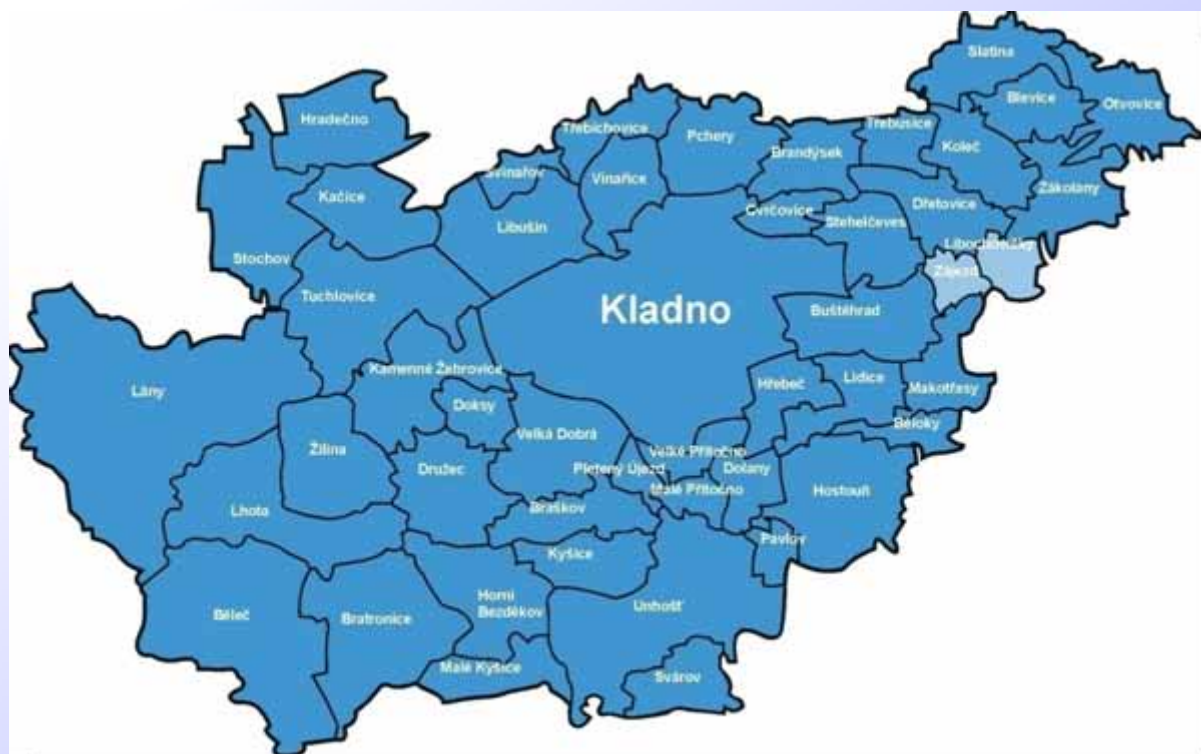 Slatina
Blevice
Otvovice
Hradečno
Třebichovice
Pchery
Třebusice
Brandýsek
Koleč
Svinařov
Vinařice
Kačice
Zákolany
Cvrčovice
Dřetovice
Stehelčeves
Libušín
Libochovičky
Stochov
Zájezd
Tuchlovice
Kladno
Buštěhrad
Kamenné Žebrovice
Hřebeč
Lidice
Lány
Makotřasy
Doksy
Běloky
Velká Dobrá
Žilina
Velké Přítočno
Družec
Pletený Újezd
Dolany
Malé Přítočno
Hostouň
Lhota
Braškov
Pavlov
Kyšice
Horní
Bezděkov
Unhošť
Běleč
Bratronice
Malé Kyšice
Svárov